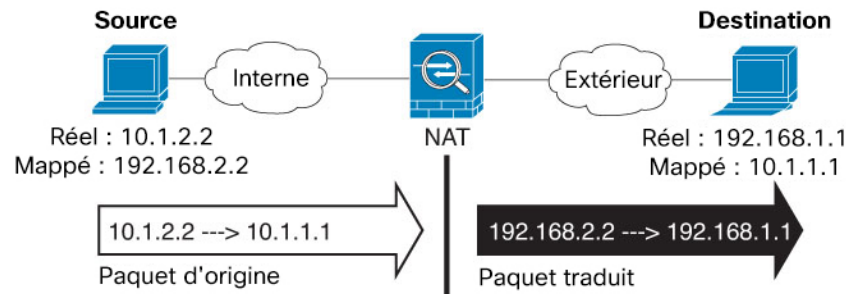 Source
Destination
Interne
Extérieur
NAT
Réel : 10.1.2.2
Mappé : 192.168.2.2
Réel : 192.168.1.1
Mappé : 10.1.1.1
10.1.2.2 ---> 10.1.1.1
192.168.2.2 ---> 192.168.1.1
Paquet d'origine
Paquet traduit